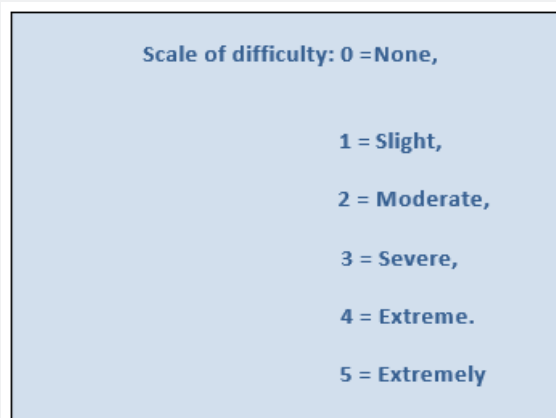 Scale of difficulty: 0 =None,
1 = Slight,
2 = Moderate,
3 = Severe,
4 = Extreme.
5 = Extremely